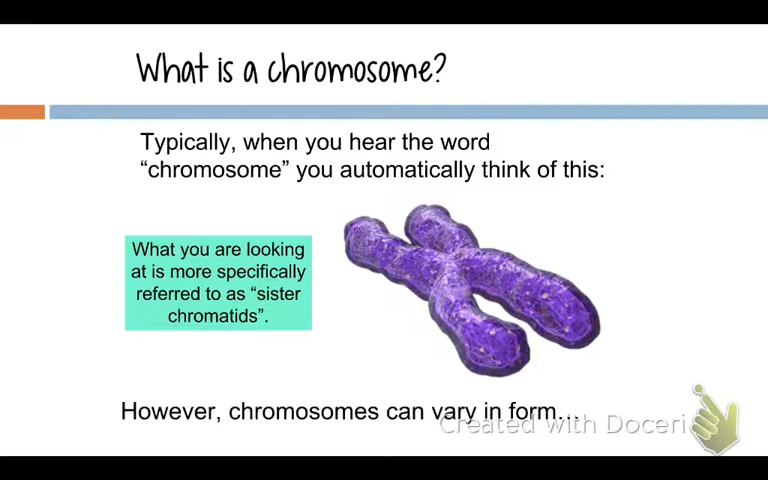 What is a chromosome?
Typically, when you hear the word
“chromosome” you automatically think of this:
What you are looking
at is more specifically
referred to as “sister
chromatids”.
However, chromosomes can vary in form…
Created with Doceri